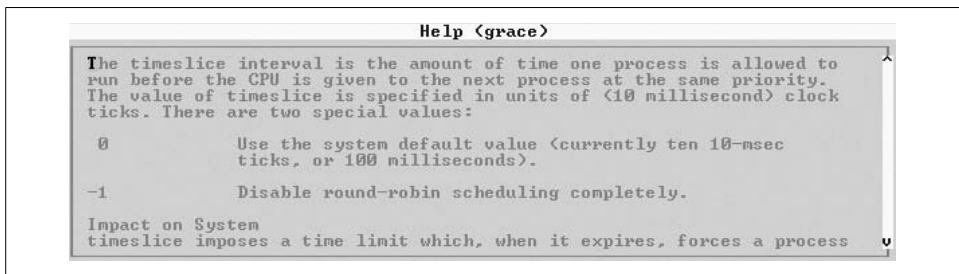 Help (grace)
The timeslice interval is the amount of time one process is allowed to
run before the CPU is given to the next process at the same priority.
The value of timeslice is specified in units of (10 millisecond) clock
ticks. There are two special values:
0 Use the system default value (currently ten 10-msec
ticks, or 100 milliseconds).
-1 Disable round-robin scheduling completely.
Impact on System
timeslice imposes a time limit which, when it expires, forces a process